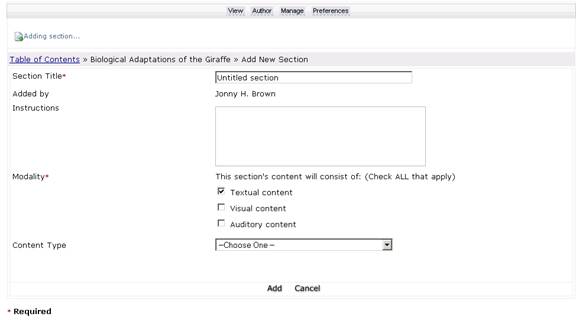 View Author Manage Preferences
Adding section...
Table of Contents » Biological Adaptations of the Giraffe » Add New Section
Section Title* Untitled section
Added by Jonny H. Brown
Instructions
Modality* This section's content will consist of: (Check ALL that apply)
Textual content
Visual content
Auditory content
Content Type --Choose One--
Add Cancel
* Required